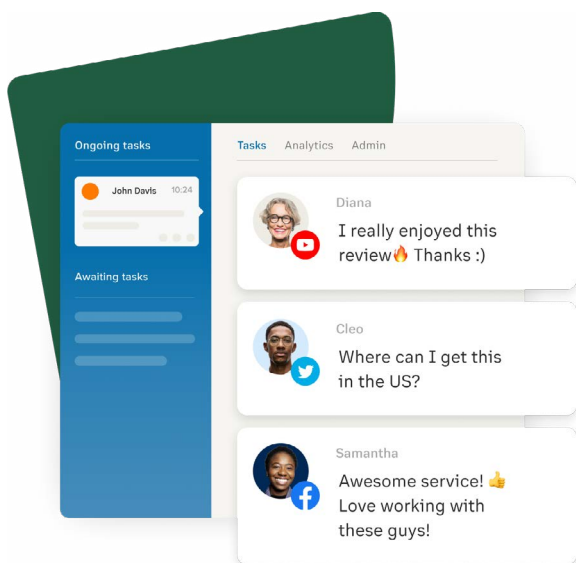 Ongoing tasks
John Davis 10:24
Awaiting tasks
Tasks Analytics Admin
Diana
I really enjoyed this
review🔥 Thanks :)
Cleo
Where can I get this
in the US?
Samantha
Awesome service! 👍
Love working with
these guys!